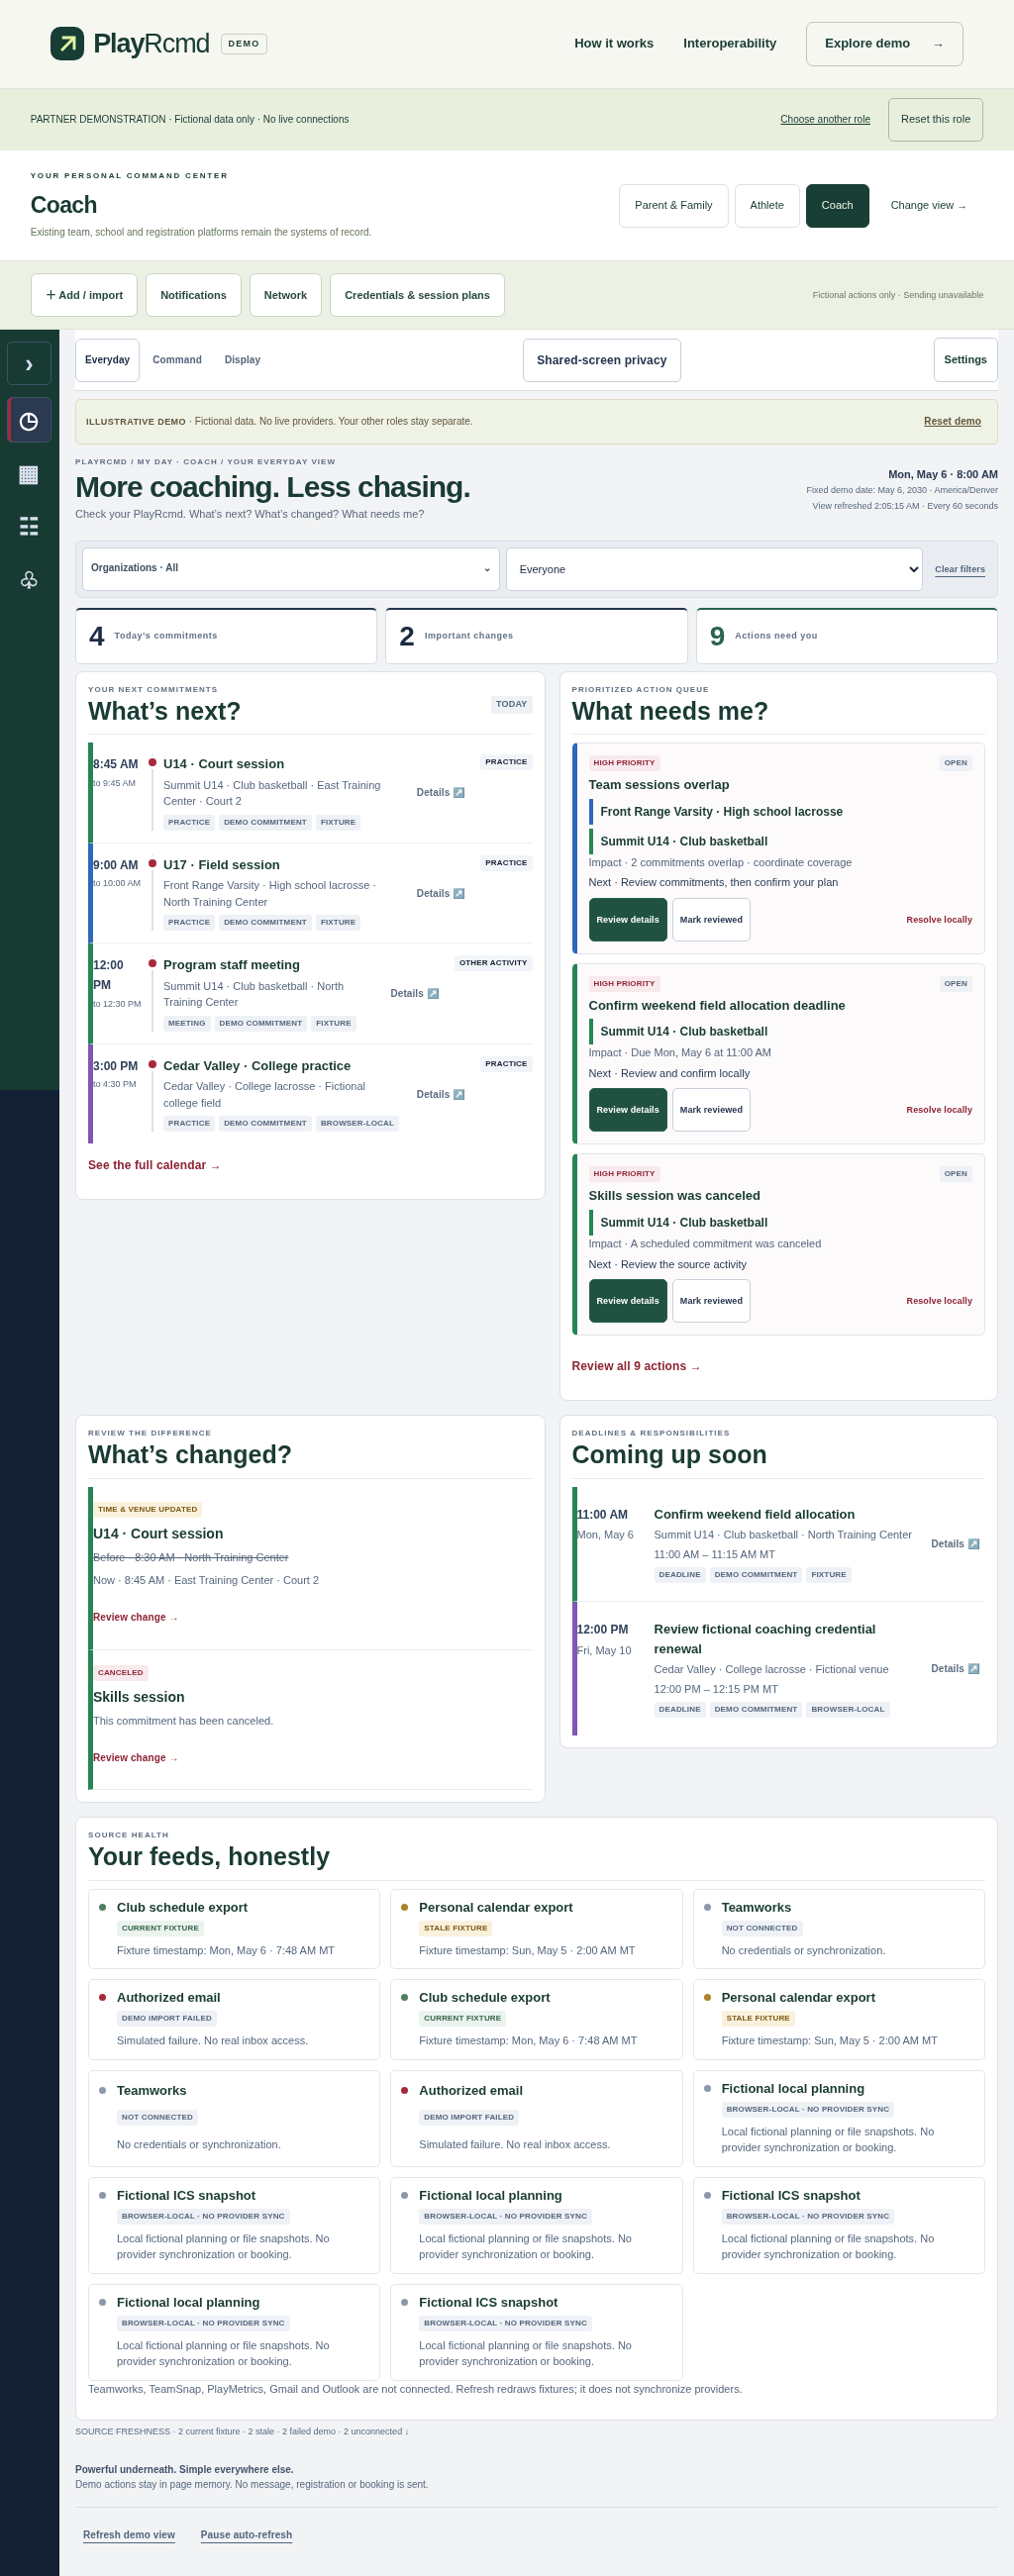 PlayRcmd DEMO
How it works
Interoperability
Explore demo →
PARTNER DEMONSTRATION · Fictional data only · No live connections
Choose another role
Reset this role
YOUR PERSONAL COMMAND CENTER
Coach
Existing team, school and registration platforms remain the systems of record.
Parent & Family
Athlete
Coach
Change view →
+ Add / import
Notifications
Network
Credentials & session plans
Fictional actions only · Sending unavailable
Everyday
Command
Display
Shared-screen privacy
Settings
ILLUSTRATIVE DEMO · Fictional data. No live providers. Your other roles stay separate.
Reset demo
PLAYRCMD / MY DAY · COACH / YOUR EVERYDAY VIEW
More coaching. Less chasing.
Check your PlayRcmd. What’s next? What’s changed? What needs me?
Mon, May 6 · 8:00 AM
Fixed demo date: May 6, 2030 · America/Denver
View refreshed 2:05:15 AM · Every 60 seconds
Organizations · All
Everyone
Clear filters
4 Today’s commitments
2 Important changes
9 Actions need you
YOUR NEXT COMMITMENTS
What’s next?
TODAY
8:45 AM
to 9:45 AM
U14 · Court session
PRACTICE
Summit U14 · Club basketball · East Training
Center · Court 2
Details ↗
PRACTICE DEMO COMMITMENT FIXTURE
9:00 AM
to 10:00 AM
U17 · Field session
PRACTICE
Front Range Varsity · High school lacrosse ·
North Training Center
Details ↗
PRACTICE DEMO COMMITMENT FIXTURE
12:00
PM
to 12:30 PM
Program staff meeting
OTHER ACTIVITY
Summit U14 · Club basketball · North
Training Center
Details ↗
MEETING DEMO COMMITMENT FIXTURE
3:00 PM
to 4:30 PM
Cedar Valley · College practice
PRACTICE
Cedar Valley · College lacrosse · Fictional
college field
Details ↗
PRACTICE DEMO COMMITMENT BROWSER-LOCAL
See the full calendar →
PRIORITIZED ACTION QUEUE
What needs me?
HIGH PRIORITY
OPEN
Team sessions overlap
Front Range Varsity · High school lacrosse
Summit U14 · Club basketball
Impact · 2 commitments overlap · coordinate coverage
Next · Review commitments, then confirm your plan
Review details
Mark reviewed
Resolve locally
HIGH PRIORITY
OPEN
Confirm weekend field allocation deadline
Summit U14 · Club basketball
Impact · Due Mon, May 6 at 11:00 AM
Next · Review and confirm locally
Review details
Mark reviewed
Resolve locally
HIGH PRIORITY
OPEN
Skills session was canceled
Summit U14 · Club basketball
Impact · A scheduled commitment was canceled
Next · Review the source activity
Review details
Mark reviewed
Resolve locally
Review all 9 actions →
REVIEW THE DIFFERENCE
What’s changed?
TIME & VENUE UPDATED
U14 · Court session
Before · 8:30 AM · North Training Center
Now · 8:45 AM · East Training Center · Court 2
Review change →
CANCELED
Skills session
This commitment has been canceled.
Review change →
DEADLINES & RESPONSIBILITIES
Coming up soon
11:00 AM
Mon, May 6
Confirm weekend field allocation
Summit U14 · Club basketball · North Training Center
11:00 AM – 11:15 AM MT
Details ↗
DEADLINE DEMO COMMITMENT FIXTURE
12:00 PM
Fri, May 10
Review fictional coaching credential
renewal
Cedar Valley · College lacrosse · Fictional venue
12:00 PM – 12:15 PM MT
Details ↗
DEADLINE DEMO COMMITMENT BROWSER-LOCAL
SOURCE HEALTH
Your feeds, honestly
Club schedule export
CURRENT FIXTURE
Fixture timestamp: Mon, May 6 · 7:48 AM MT
Personal calendar export
STALE FIXTURE
Fixture timestamp: Sun, May 5 · 2:00 AM MT
Teamworks
NOT CONNECTED
No credentials or synchronization.
Authorized email
DEMO IMPORT FAILED
Simulated failure. No real inbox access.
Club schedule export
CURRENT FIXTURE
Fixture timestamp: Mon, May 6 · 7:48 AM MT
Personal calendar export
STALE FIXTURE
Fixture timestamp: Sun, May 5 · 2:00 AM MT
Teamworks
NOT CONNECTED
No credentials or synchronization.
Authorized email
DEMO IMPORT FAILED
Simulated failure. No real inbox access.
Fictional local planning
BROWSER-LOCAL · NO PROVIDER SYNC
Local fictional planning or file snapshots. No
provider synchronization or booking.
Fictional ICS snapshot
BROWSER-LOCAL · NO PROVIDER SYNC
Local fictional planning or file snapshots. No
provider synchronization or booking.
Fictional local planning
BROWSER-LOCAL · NO PROVIDER SYNC
Local fictional planning or file snapshots. No
provider synchronization or booking.
Fictional ICS snapshot
BROWSER-LOCAL · NO PROVIDER SYNC
Local fictional planning or file snapshots. No
provider synchronization or booking.
Fictional local planning
BROWSER-LOCAL · NO PROVIDER SYNC
Local fictional planning or file snapshots. No
provider synchronization or booking.
Fictional ICS snapshot
BROWSER-LOCAL · NO PROVIDER SYNC
Local fictional planning or file snapshots. No
provider synchronization or booking.
Teamworks, TeamSnap, PlayMetrics, Gmail and Outlook are not connected. Refresh redraws fixtures; it does not synchronize providers.
SOURCE FRESHNESS · 2 current fixture · 2 stale · 2 failed demo · 2 unconnected ↓
Powerful underneath. Simple everywhere else.
Demo actions stay in page memory. No message, registration or booking is sent.
Refresh demo view
Pause auto-refresh